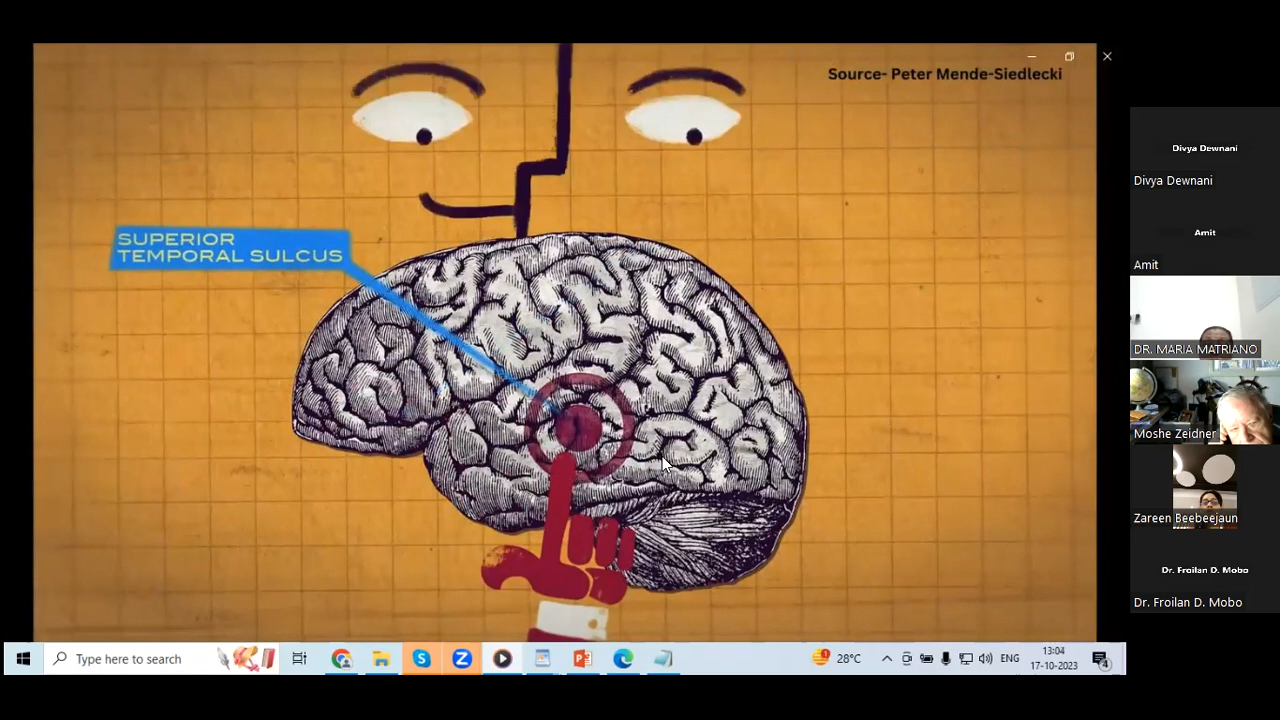 Source- Peter Mende-Siedlecki
SUPERIOR
TEMPORAL SULCUS
Divya Dewnani
Divya Dewnani
Amit
Amit
DR. MARIA MATRIANO
Moshe Zeidner
Zareen Beebeejaun
Dr. Froilan D. Mobo
Dr. Froilan D. Mobo
Type here to search
28°C
ENG
13:04
17-10-2023
4